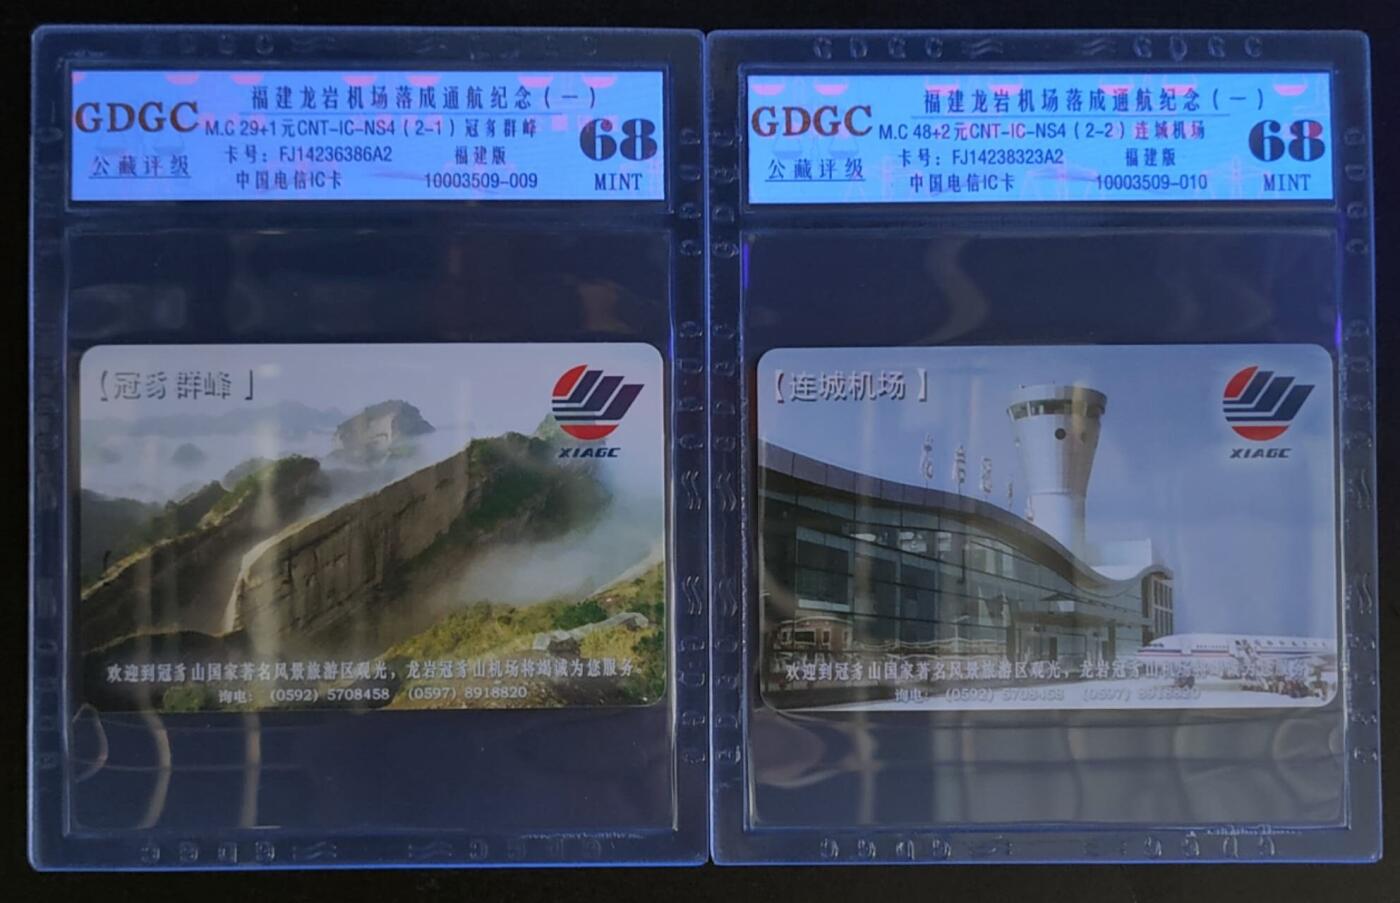 GDGC
公藏评级
福建龙岩机场落成通航纪念(一)
M.C 29+1元CNT-IC-NS4(2-1)冠豸群峰
卡号:FJ14236386A2 福建版
中国电信IC卡 10003509-009
68
MINT
【冠豸群峰】
XIAGC
欢迎到冠豸山国家著名风景旅游区观光,龙岩冠豸山机场将竭诚为您服务。
询电:(0592)5708458 (0597)8918820
GDGC
公藏评级
福建龙岩机场落成通航纪念(一)
M.C 48+2元CNT-IC-NS4(2-2)连城机场
卡号:FJ14238323A2 福建版
中国电信IC卡 10003509-010
68
MINT
【连城机场】
XIAGC
欢迎到冠豸山国家著名风景旅游区观光,龙岩冠豸山机场将竭诚为您服务
询电:(0592)5708458 (0597)8918820